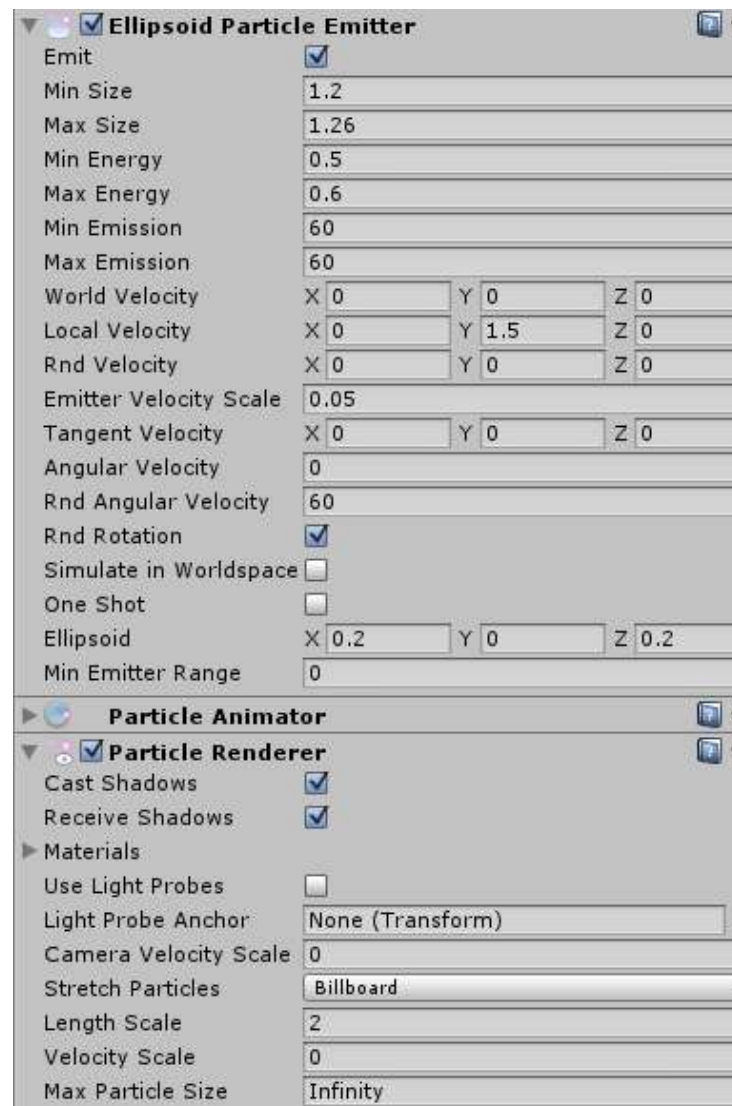 Ellipsoid Particle Emitter
Emit
Min Size 1.2
Max Size 1.26
Min Energy 0.5
Max Energy 0.6
Min Emission 60
Max Emission 60
World Velocity X 0 Y 0 Z 0
Local Velocity X 0 Y 1.5 Z 0
Rnd Velocity X 0 Y 0 Z 0
Emitter Velocity Scale 0.05
Tangent Velocity X 0 Y 0 Z 0
Angular Velocity 0
Rnd Angular Velocity 60
Rnd Rotation
Simulate in Worldspace
One Shot
Ellipsoid X 0.2 Y 0 Z 0.2
Min Emitter Range 0
Particle Animator
Particle Renderer
Cast Shadows
Receive Shadows
Materials
Use Light Probes
Light Probe Anchor None (Transform)
Camera Velocity Scale 0
Stretch Particles Billboard
Length Scale 2
Velocity Scale 0
Max Particle Size Infinity